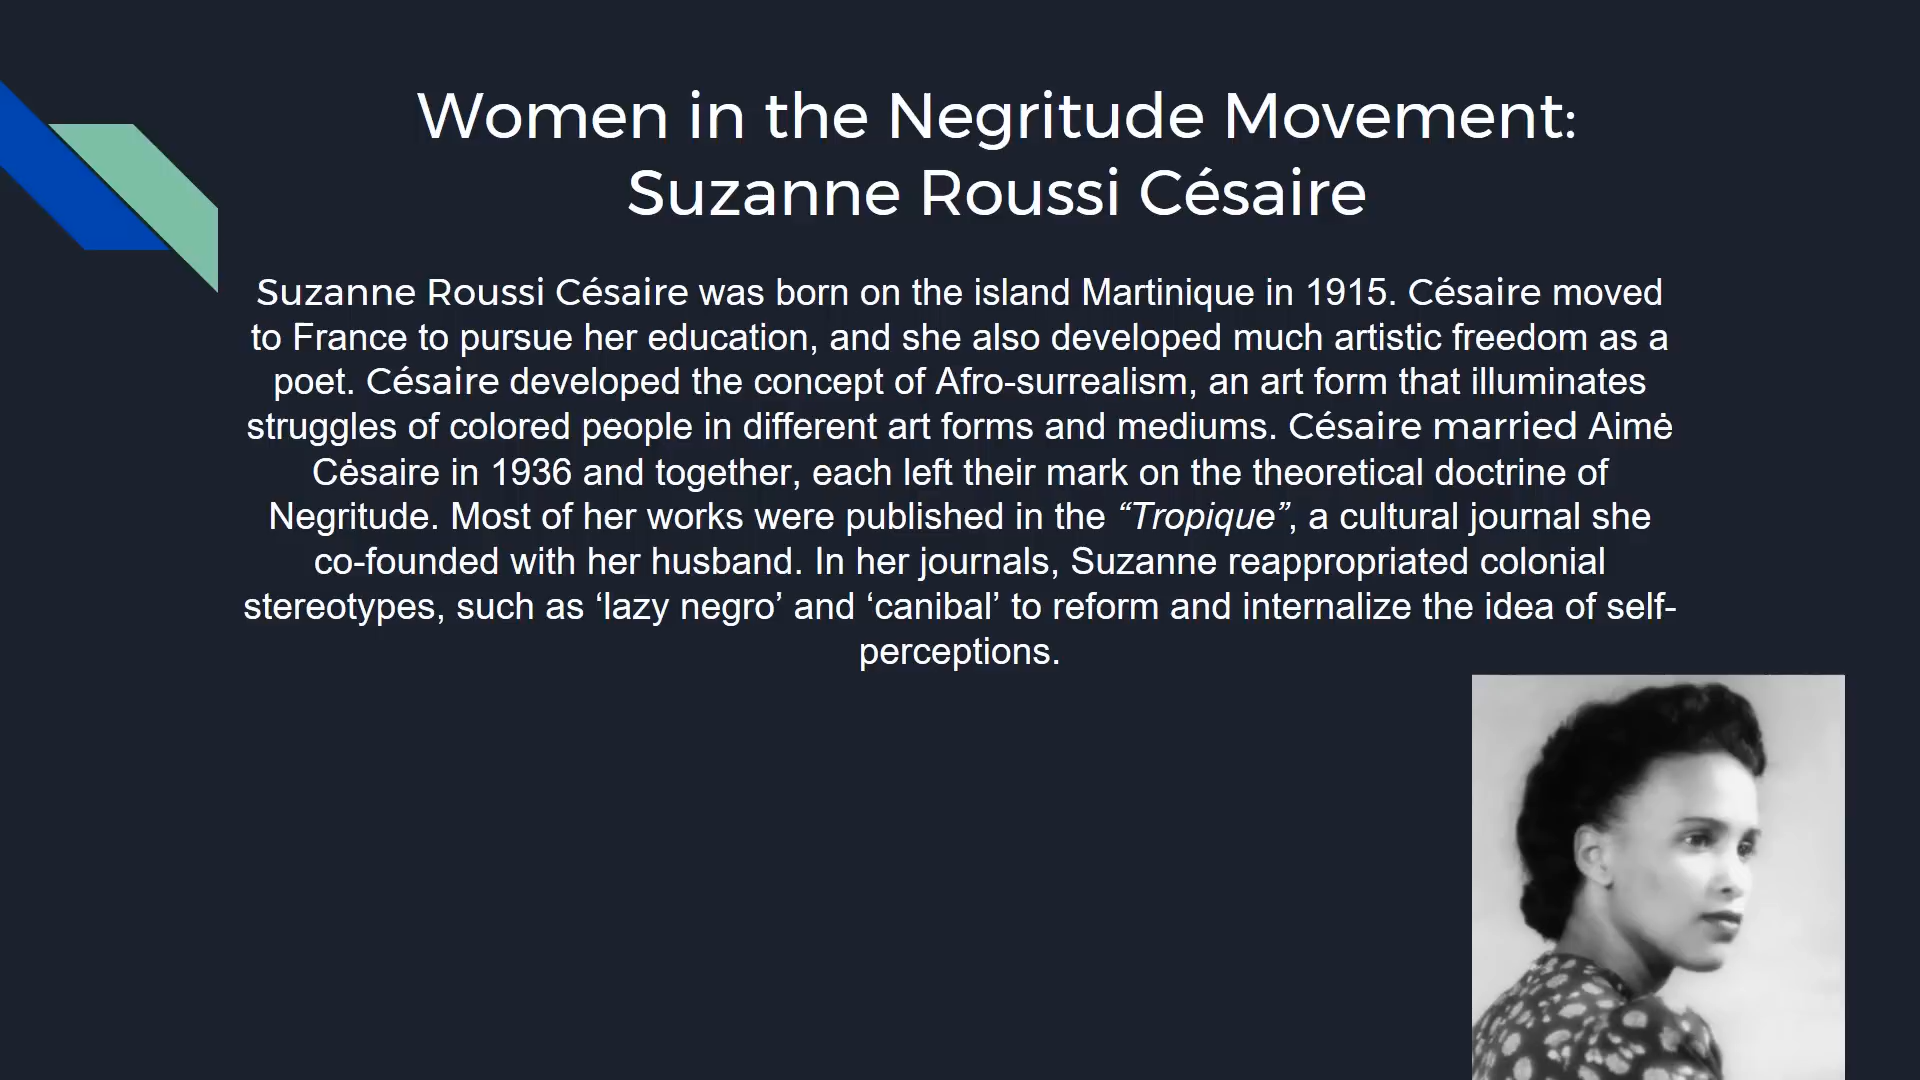 Women in the Negritude Movement:
Suzanne Roussi Césaire
Suzanne Roussi Césaire was born on the island Martinique in 1915. Césaire moved
to France to pursue her education, and she also developed much artistic freedom as a
poet. Césaire developed the concept of Afro-surrealism, an art form that illuminates
struggles of colored people in different art forms and mediums. Césaire married Aimė
Cėsaire in 1936 and together, each left their mark on the theoretical doctrine of
Negritude. Most of her works were published in the “Tropique”, a cultural journal she
co-founded with her husband. In her journals, Suzanne reappropriated colonial
stereotypes, such as ‘lazy negro’ and ‘canibal’ to reform and internalize the idea of self-
perceptions.